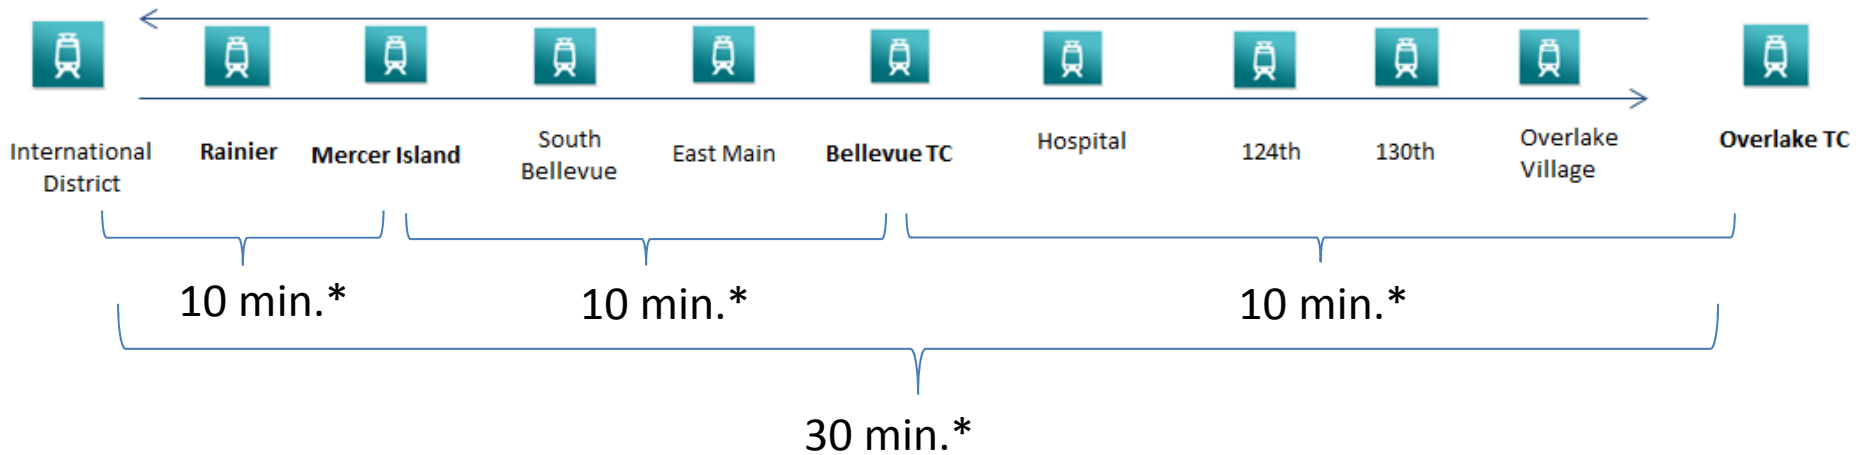 International
District
Rainier
Mercer Island
South
Bellevue
East Main
Bellevue TC
Hospital
124th
130th
Overlake
Village
Overlake TC
10 min.*
10 min.*
10 min.*
30 min.*